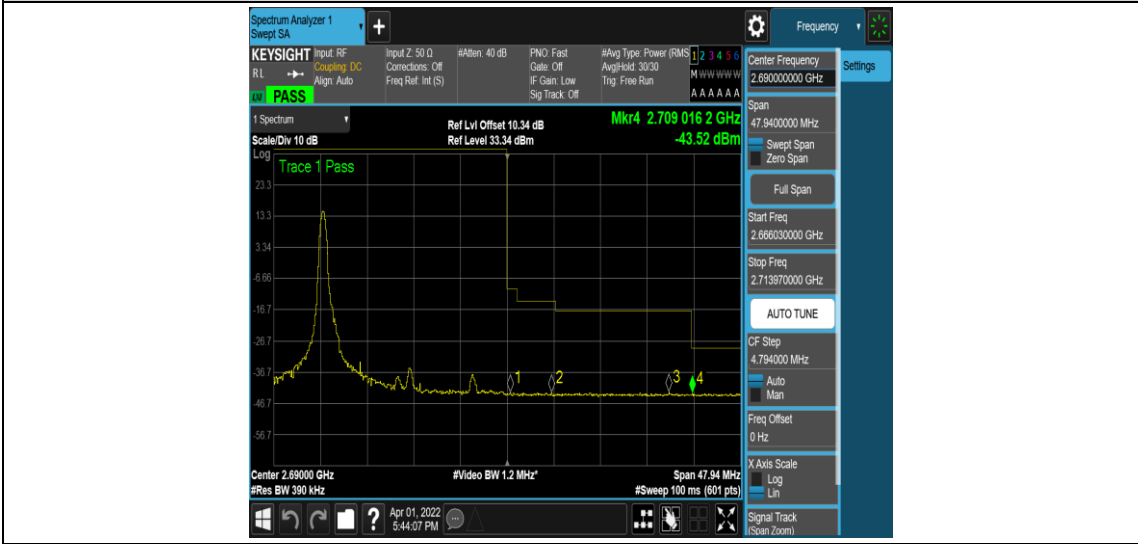 Spectrum Analyzer 1
Swept SA
+
Frequency
KEYSIGHT
RL
LXI PASS
Input: RF
Coupling: DC
Align: Auto
Input Z: 50 Ω
Corrections: Off
Freq Ref: Int (S)
#Atten: 40 dB
PNO: Fast
Gate: Off
IF Gain: Low
Sig Track: Off
#Avg Type: Power (RMS
Avg|Hold: 30/30
Trig: Free Run
1 2 3 4 5 6
M W W W W W
A A A A A A
1 Spectrum
Scale/Div 10 dB
Ref Lvl Offset 10.34 dB
Ref Level 33.34 dBm
Mkr4 2.709 016 2 GHz
-43.52 dBm
Log
Trace 1 Pass
23.3
13.3
3.34
-6.66
-16.7
-26.7
-36.7
-46.7
-56.7
1
2
3
4
Center 2.69000 GHz
#Res BW 390 kHz
#Video BW 1.2 MHz*
Span 47.94 MHz
#Sweep 100 ms (601 pts)
?
Apr 01, 2022
5:44:07 PM
Center Frequency
2.690000000 GHz
Settings
Span
47.9400000 MHz
Swept Span
Zero Span
Full Span
Start Freq
2.666030000 GHz
Stop Freq
2.713970000 GHz
AUTO TUNE
CF Step
4.794000 MHz
Auto
Man
Freq Offset
0 Hz
X Axis Scale
Log
Lin
Signal Track
(Span Zoom)